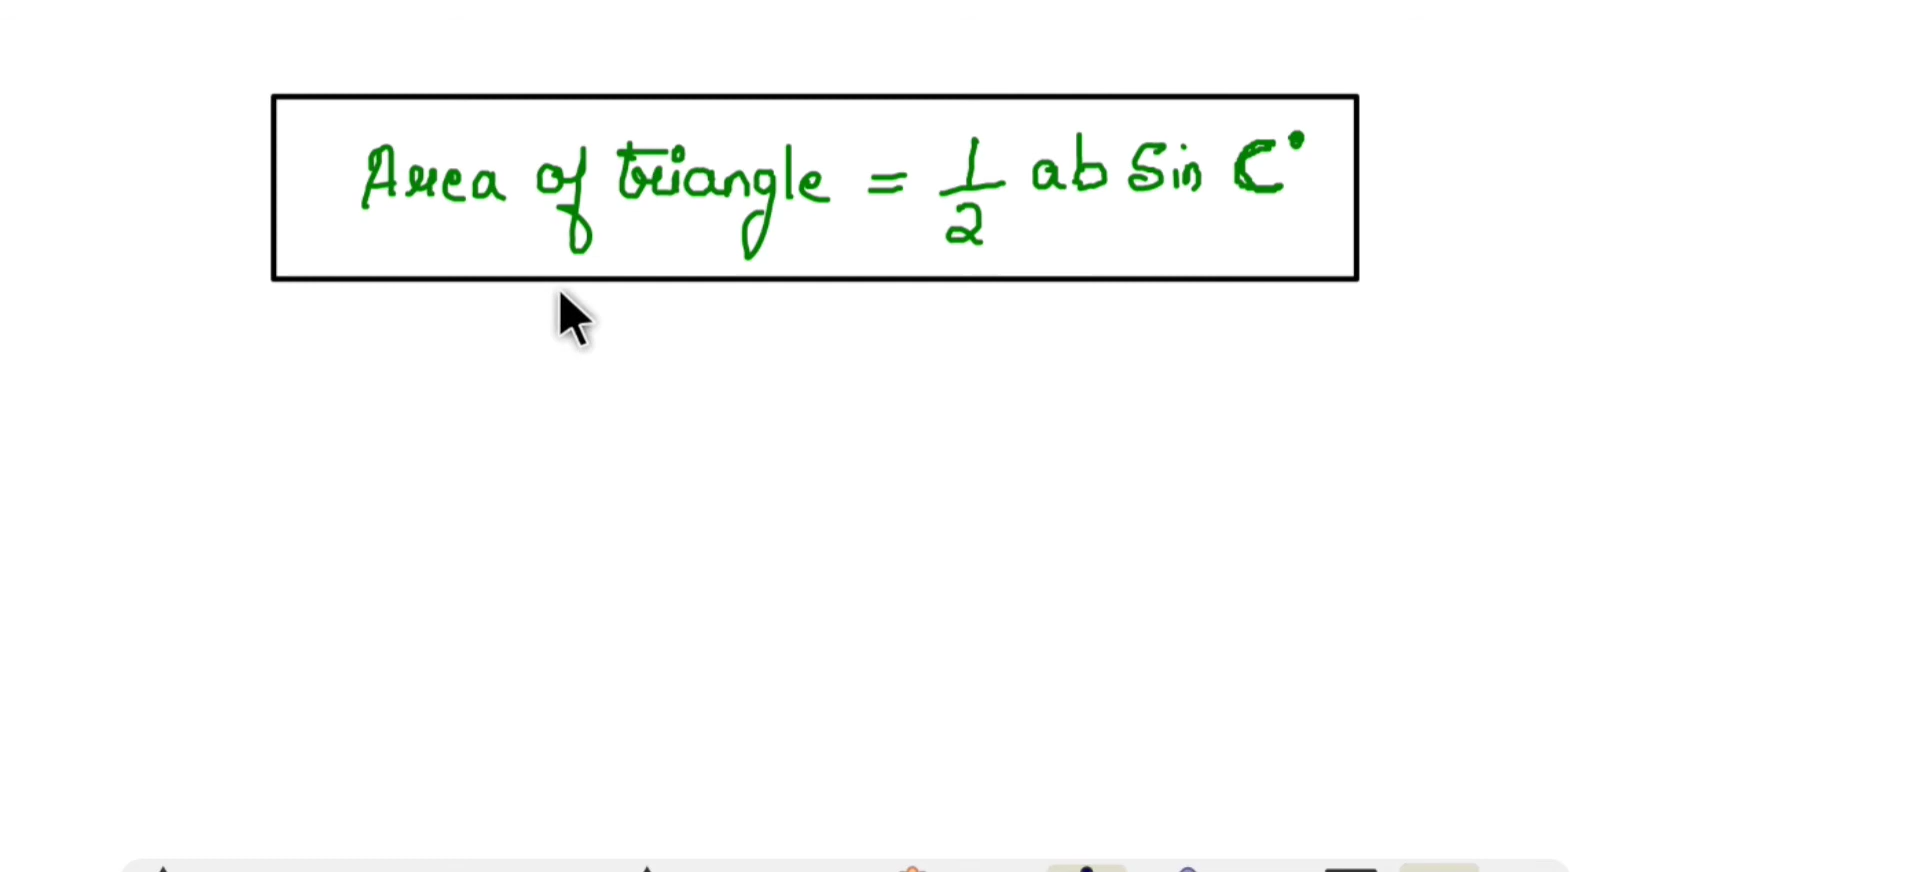 Area of triangle = 1/2 ab Sin C°